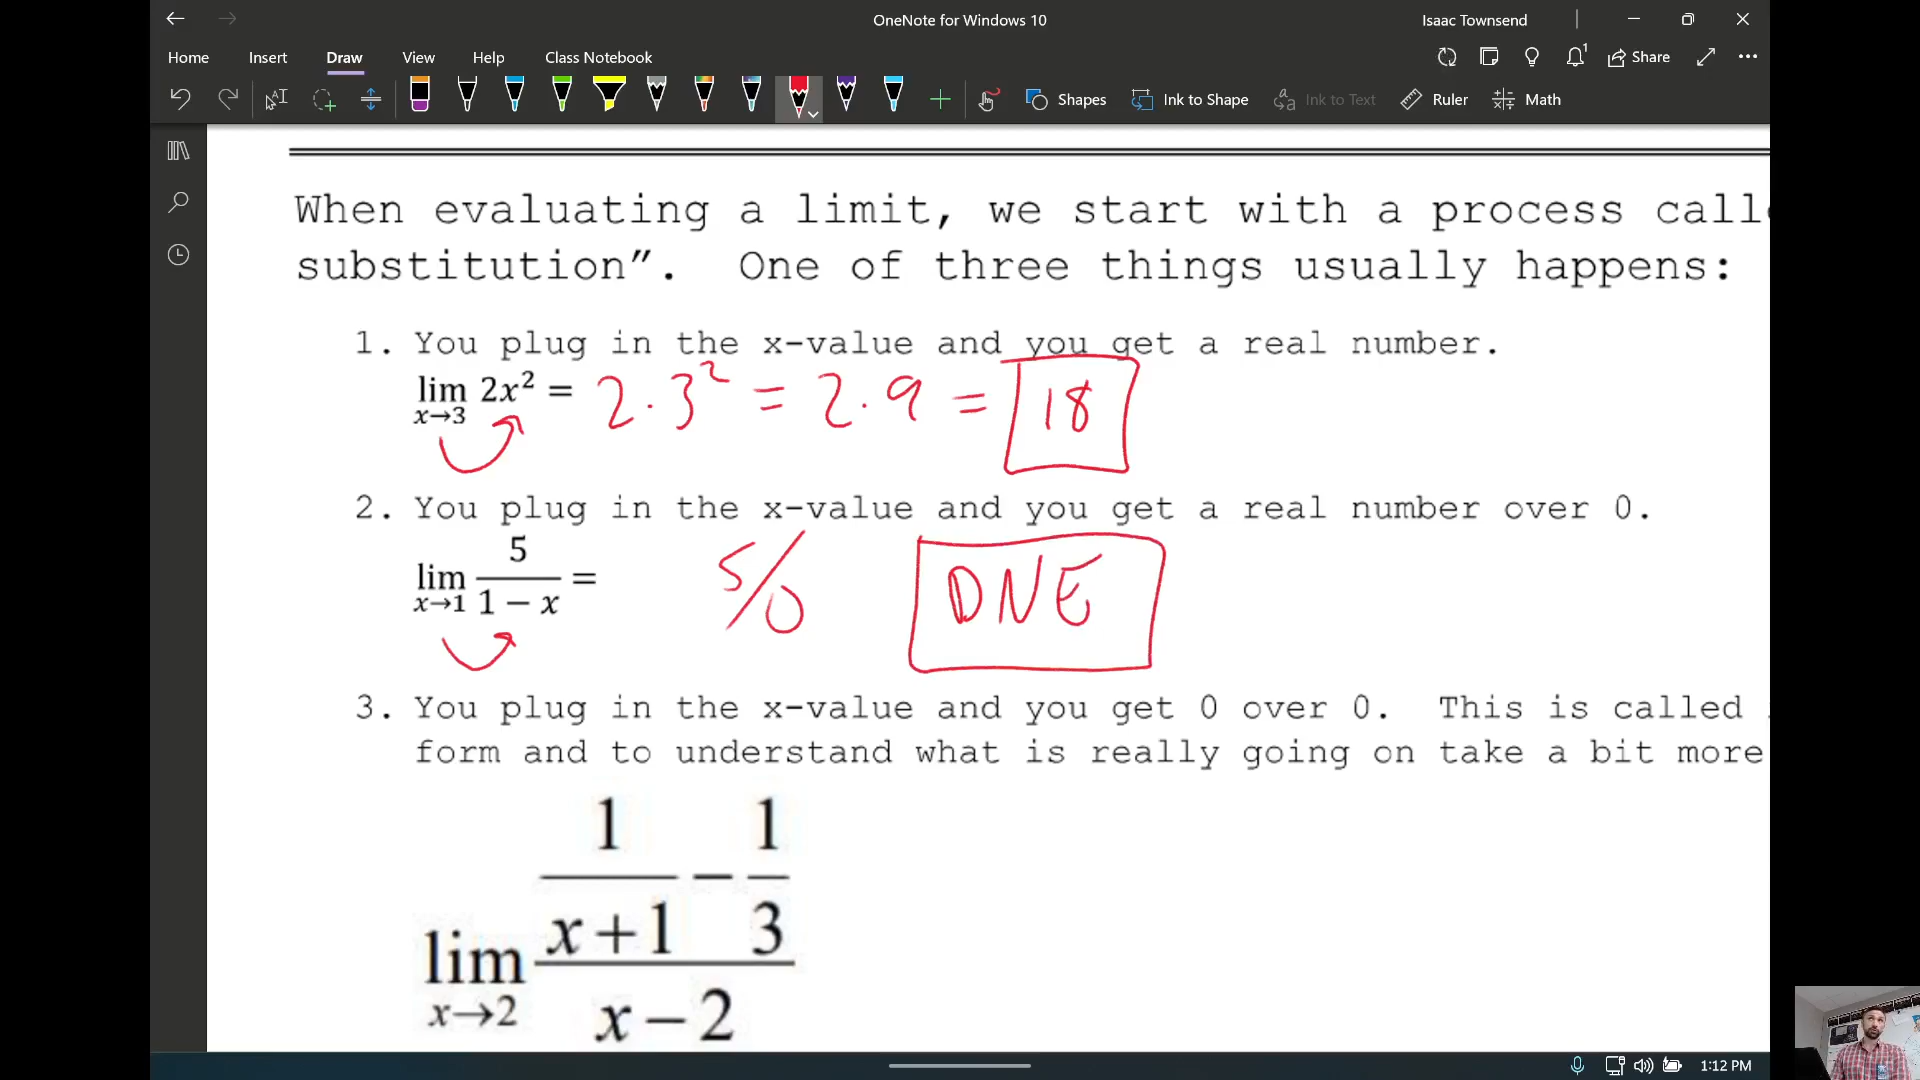 OneNote for Windows 10
Isaac Townsend
Home Insert Draw View Help Class Notebook
1 Share
Shapes Ink to Shape Ink to Text Ruler Math
When evaluating a limit, we start with a process call
substitution”. One of three things usually happens:
1. You plug in the x-value and you get a real number.
lim x→3 2x² = 2·3² = 2·9 = 18
2. You plug in the x-value and you get a real number over 0.
lim x→1 5/(1 − x) = 5/0 DNE
3. You plug in the x-value and you get 0 over 0. This is called
form and to understand what is really going on take a bit more
1 1
x+1 − 3
lim x→2
x−2
1:12 PM